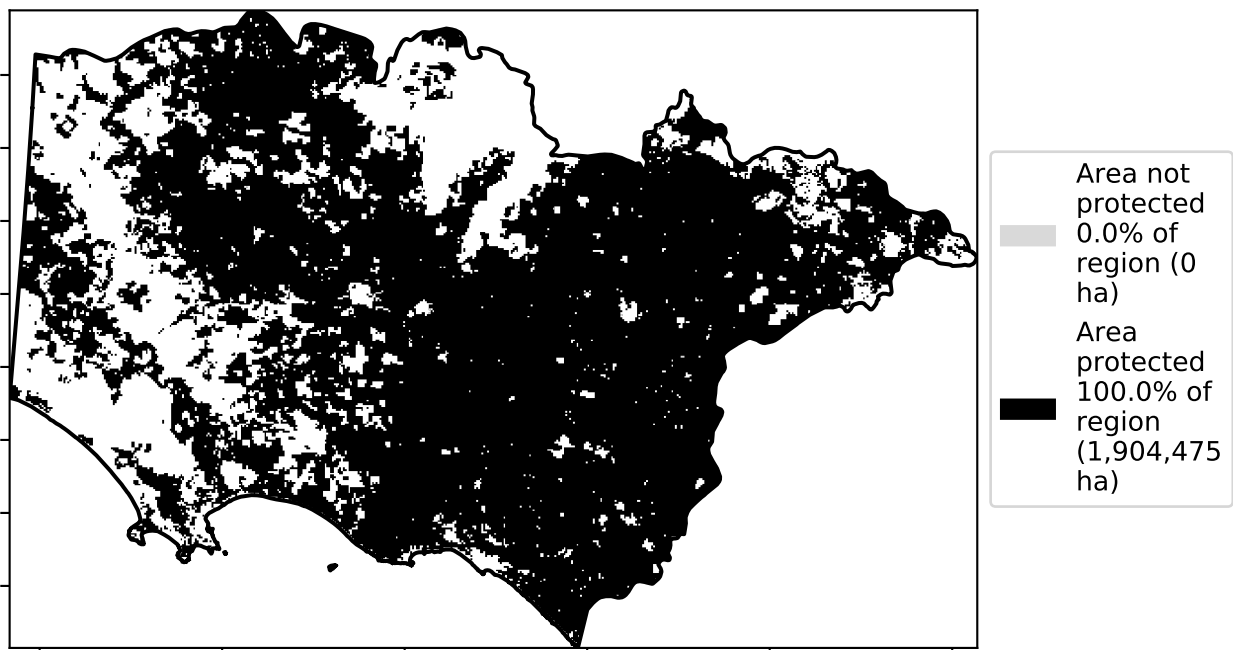 Area not
protected
0.0% of
region (0
ha)
Area
protected
100.0% of
region
(1,904,475
ha)